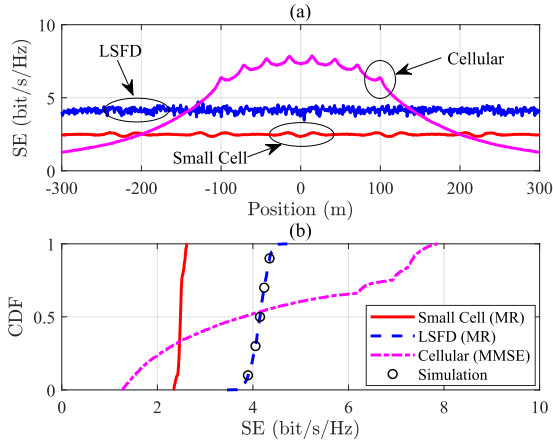 (a)
10
5
0
SE (bit/s/Hz)
LSFD
Cellular
Small Cell
-300 -200 -100 0 100 200 300
Position (m)
(b)
1
0.5
0
CDF
Small Cell (MR)
LSFD (MR)
Cellular (MMSE)
Simulation
0 2 4 6 8 10
SE (bit/s/Hz)